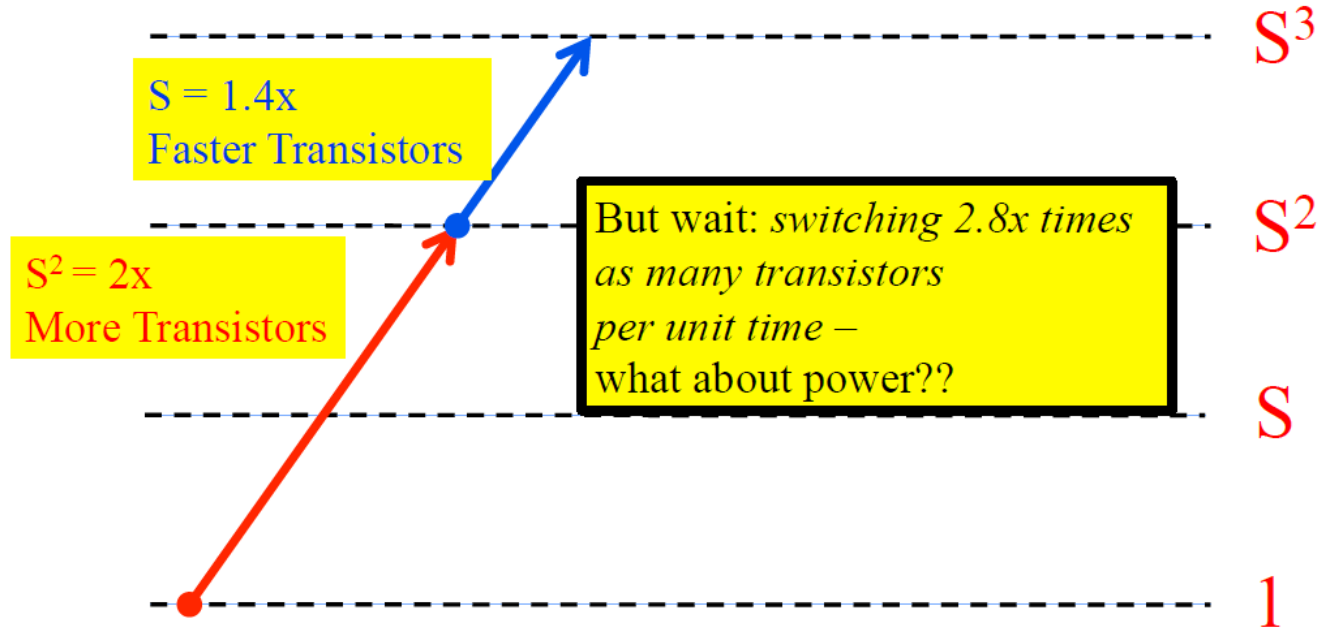 S³
S = 1.4x
Faster Transistors
But wait: switching 2.8x times
as many transistors
per unit time –
what about power??
S²
S² = 2x
More Transistors
S
1